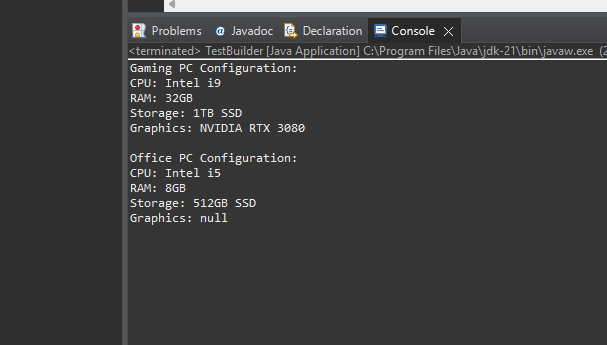 Problems @ Javadoc Declaration Console
<terminated> TestBuilder [Java Application] C:\Program Files\Java\jdk-21\bin\javaw.exe (2
Gaming PC Configuration:
CPU: Intel i9
RAM: 32GB
Storage: 1TB SSD
Graphics: NVIDIA RTX 3080
Office PC Configuration:
CPU: Intel i5
RAM: 8GB
Storage: 512GB SSD
Graphics: null